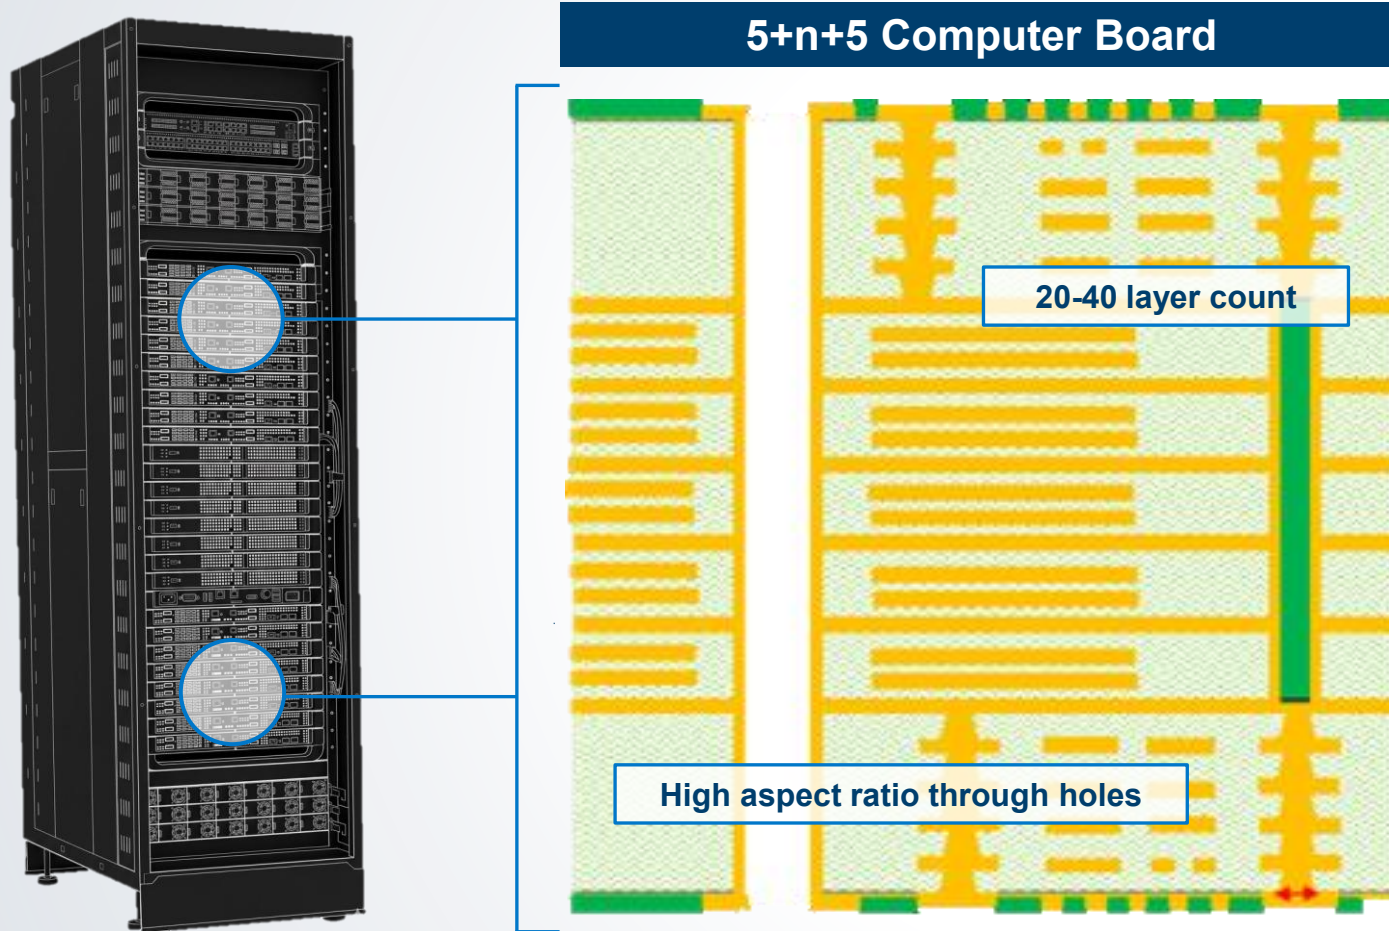 5+n+5 Computer Board
20-40 layer count
High aspect ratio through holes